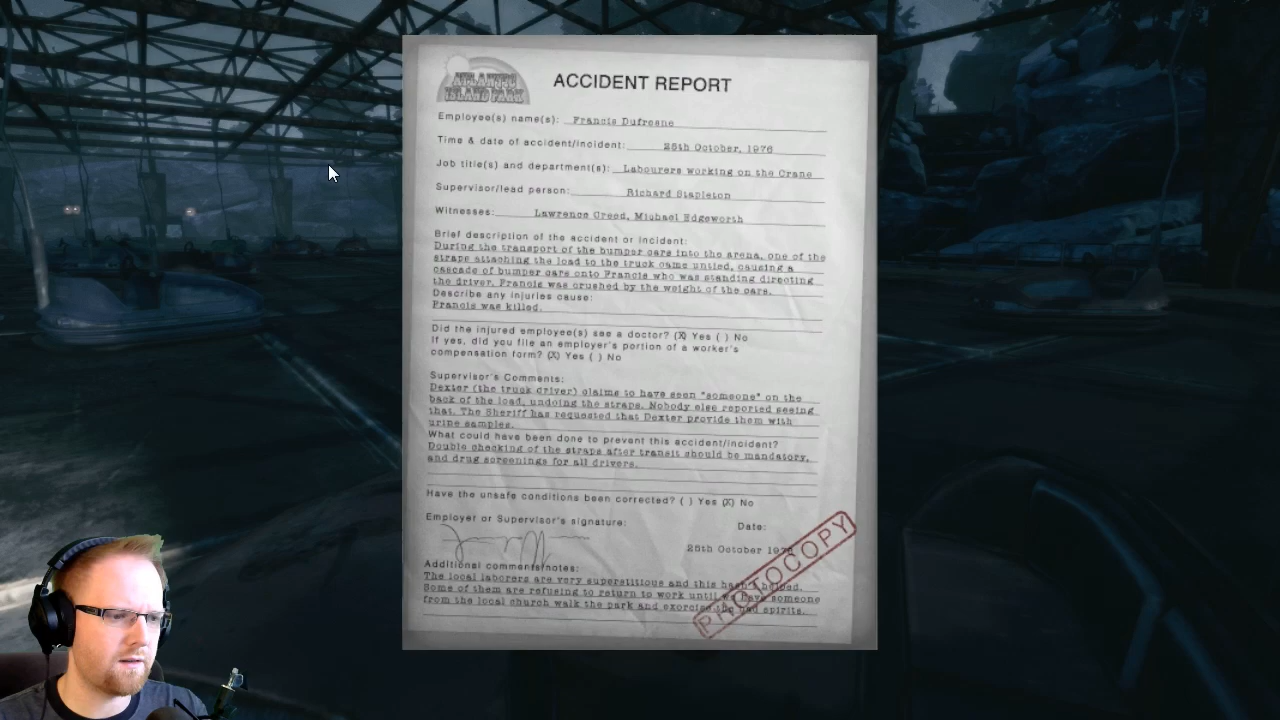 ATLANTIC
ISLAND PARK
ACCIDENT REPORT
Employee(s) name(s): Francis Dufresne
Time & date of accident/incident: 25th October, 1976
Job title(s) and department(s): Labourers working on the Crane
Supervisor/lead person: Richard Stapleton
Witnesses: Lawrence Creed, Michael Edgeworth
Brief description of the accident or incident:
During the transport of the bumper cars into the arena, one of the
straps attaching the load to the truck came untied, causing a
cascade of bumper cars onto Francis who was standing directing
the driver. Francis was crushed by the weight of the cars.
Describe any injuries cause:
Francis was killed.
Did the injured employee(s) see a doctor? (X) Yes ( ) No
If yes, did you file an employer's portion of a worker's
compensation form? (X) Yes ( ) No
Supervisor's Comments:
Dexter (the truck driver) claims to have seen "someone" on the
back of the load, undoing the straps. Nobody else reported seeing
that. The Sheriff has requested that Dexter provide them with
urine samples.
What could have been done to prevent this accident/incident?
Double checking of the straps after transit should be mandatory,
and drug screenings for all drivers.
Have the unsafe conditions been corrected? ( ) Yes (X) No
Employer or Supervisor's signature:
Date:
25th October 1976
Additional comments/notes:
The local laborers are very superstitious and this hasn't helped.
Some of them are refusing to return to work until we have someone
from the local church walk the park and exorcise the bad spirits.
PHOTOCOPY